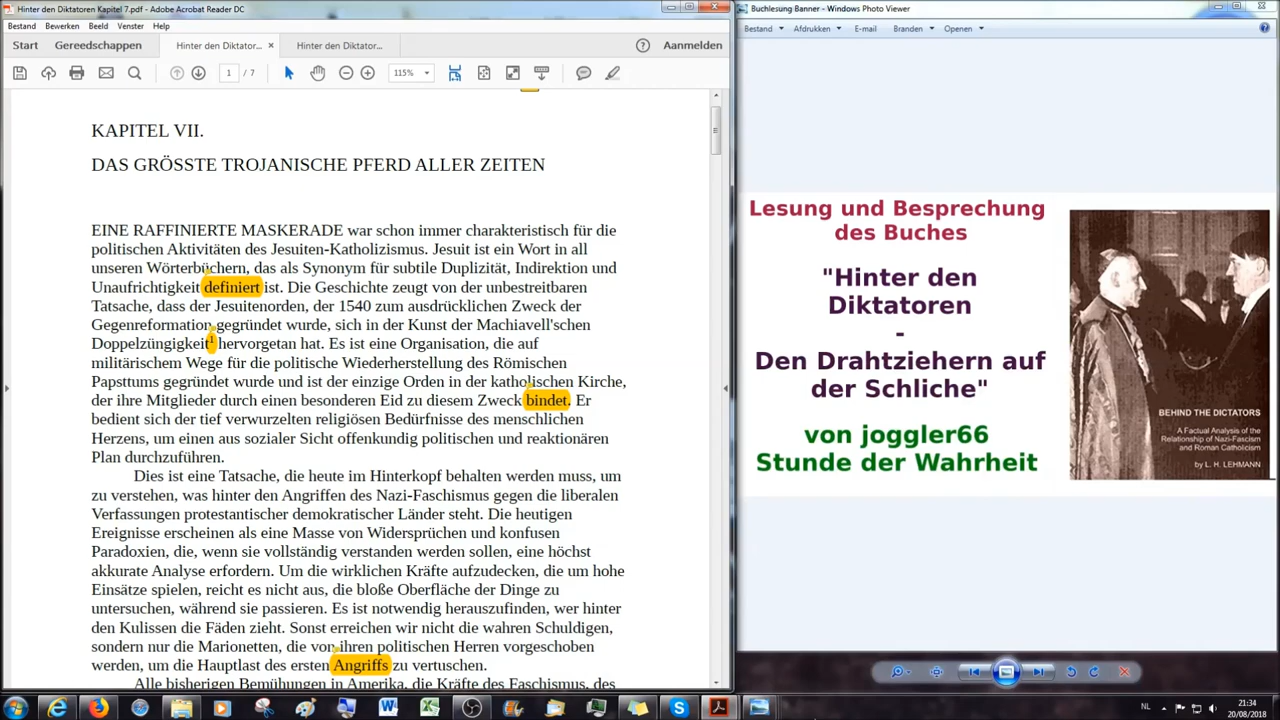 Hinter den Diktatoren Kapitel 7.pdf - Adobe Acrobat Reader DC
Bestand Bewerken Beeld Venster Help
Start Gereedschappen Hinter den Diktator... × Hinter den Diktator... Aanmelden
1 / 7 115%
KAPITEL VII.
DAS GRÖSSTE TROJANISCHE PFERD ALLER ZEITEN
EINE RAFFINIERTE MASKERADE war schon immer charakteristisch für die
politischen Aktivitäten des Jesuiten-Katholizismus. Jesuit ist ein Wort in all
unseren Wörterbüchern, das als Synonym für subtile Duplizität, Indirektion und
Unaufrichtigkeit definiert ist. Die Geschichte zeugt von der unbestreitbaren
Tatsache, dass der Jesuitenorden, der 1540 zum ausdrücklichen Zweck der
Gegenreformation gegründet wurde, sich in der Kunst der Machiavell'schen
Doppelzüngigkeit¹ hervorgetan hat. Es ist eine Organisation, die auf
militärischem Wege für die politische Wiederherstellung des Römischen
Papsttums gegründet wurde und ist der einzige Orden in der katholischen Kirche,
der ihre Mitglieder durch einen besonderen Eid zu diesem Zweck bindet. Er
bedient sich der tief verwurzelten religiösen Bedürfnisse des menschlichen
Herzens, um einen aus sozialer Sicht offenkundig politischen und reaktionären
Plan durchzuführen.
Dies ist eine Tatsache, die heute im Hinterkopf behalten werden muss, um
zu verstehen, was hinter den Angriffen des Nazi-Faschismus gegen die liberalen
Verfassungen protestantischer demokratischer Länder steht. Die heutigen
Ereignisse erscheinen als eine Masse von Widersprüchen und konfusen
Paradoxien, die, wenn sie vollständig verstanden werden sollen, eine höchst
akkurate Analyse erfordern. Um die wirklichen Kräfte aufzudecken, die um hohe
Einsätze spielen, reicht es nicht aus, die bloße Oberfläche der Dinge zu
untersuchen, während sie passieren. Es ist notwendig herauszufinden, wer hinter
den Kulissen die Fäden zieht. Sonst erreichen wir nicht die wahren Schuldigen,
sondern nur die Marionetten, die von ihren politischen Herren vorgeschoben
werden, um die Hauptlast des ersten Angriffs zu vertuschen.
Alle bisherigen Bemühungen in Amerika, die Kräfte des Faschismus, des
Buchlesung Banner - Windows Photo Viewer
Bestand Afdrukken E-mail Branden Openen
Lesung und Besprechung
des Buches
"Hinter den
Diktatoren
-
Den Drahtziehern auf
der Schliche"
von joggler66
Stunde der Wahrheit
BEHIND THE DICTATORS
A Factual Analysis of the
Relationship of Nazi-Fascism
and Roman Catholicism
by L. H. LEHMANN
NL
21:34
20/08/2018